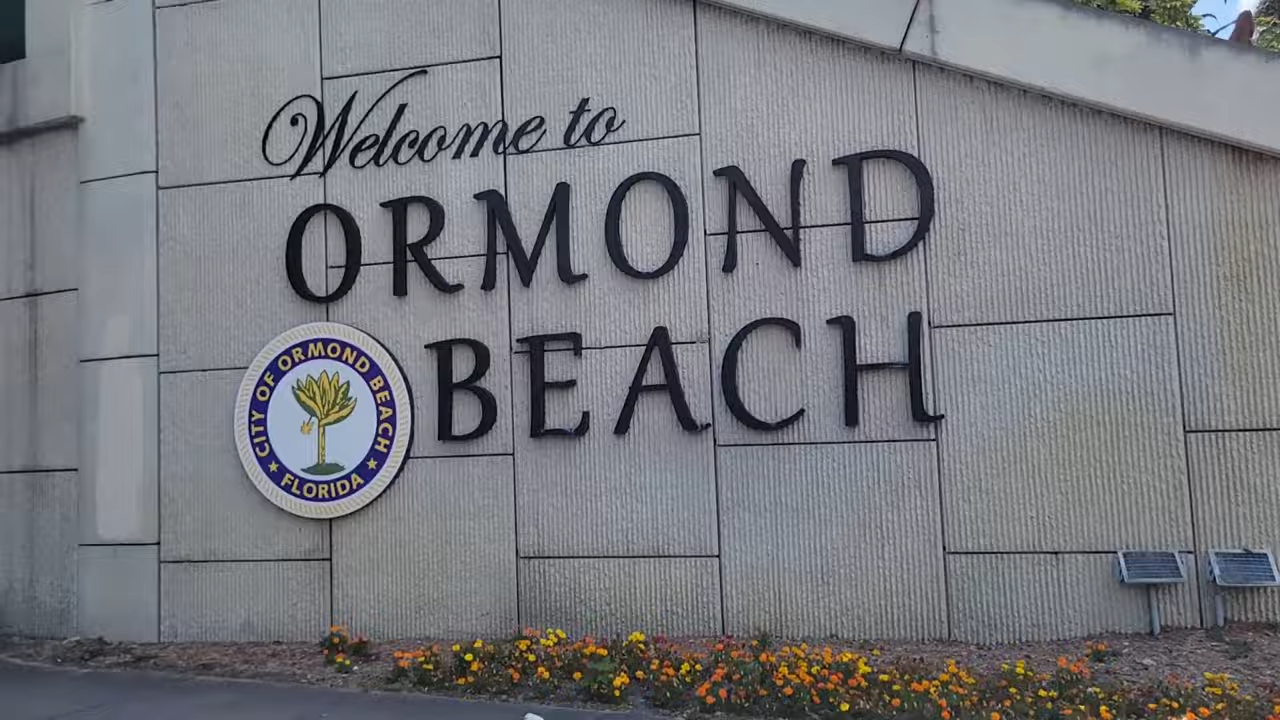 Welcome to
ORMOND
BEACH
CITY OF ORMOND BEACH
FLORIDA